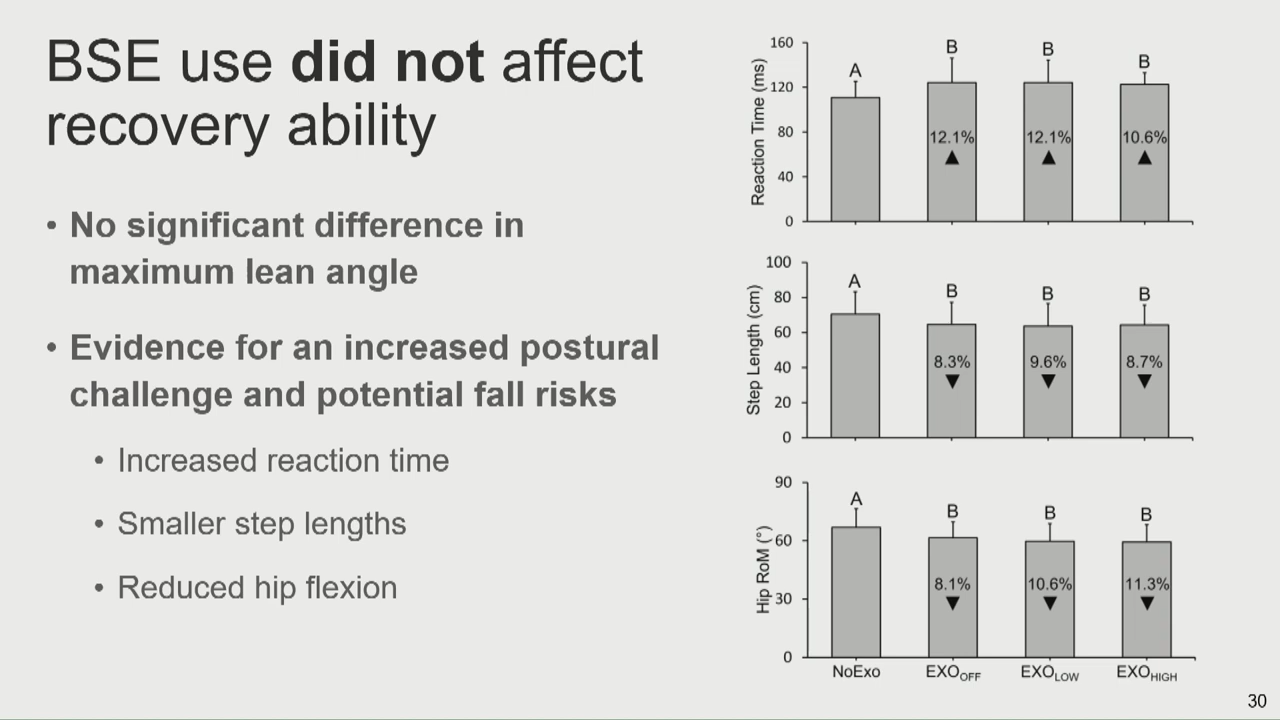 BSE use did not affect
recovery ability
• No significant difference in
maximum lean angle
• Evidence for an increased postural
challenge and potential fall risks
• Increased reaction time
• Smaller step lengths
• Reduced hip flexion
Reaction Time (ms)
160
120
80
40
0
A
B
B
B
12.1%
12.1%
10.6%
Step Length (cm)
100
80
60
40
20
0
A
B
B
B
8.3%
9.6%
8.7%
Hip RoM (°)
90
60
30
0
A
B
B
B
8.1%
10.6%
11.3%
NoExo EXOOFF EXOLOW EXOHIGH
30